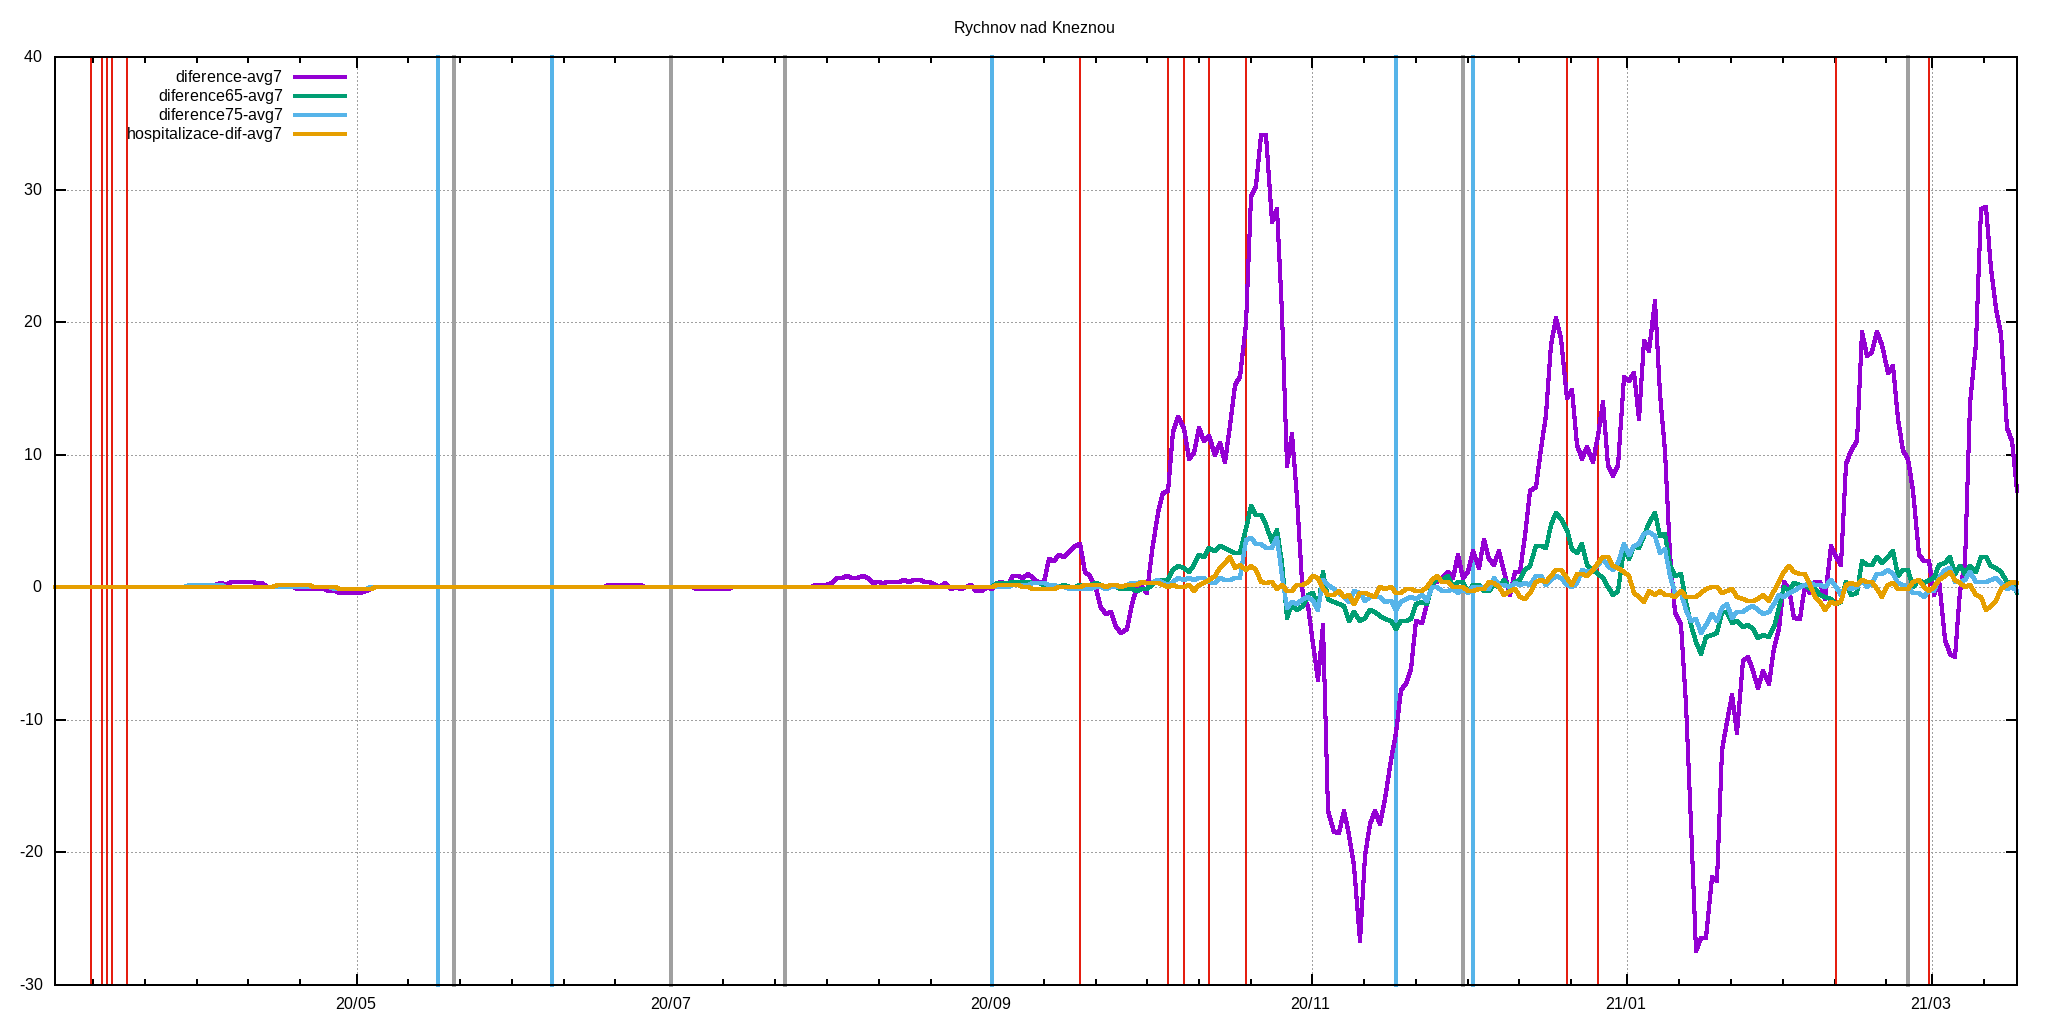 Rychnov nad Kneznou
40
30
20
10
0
-10
-20
-30
diference-avg7
diference65-avg7
diference75-avg7
hospitalizace-dif-avg7
20/05
20/07
20/09
20/11
21/01
21/03